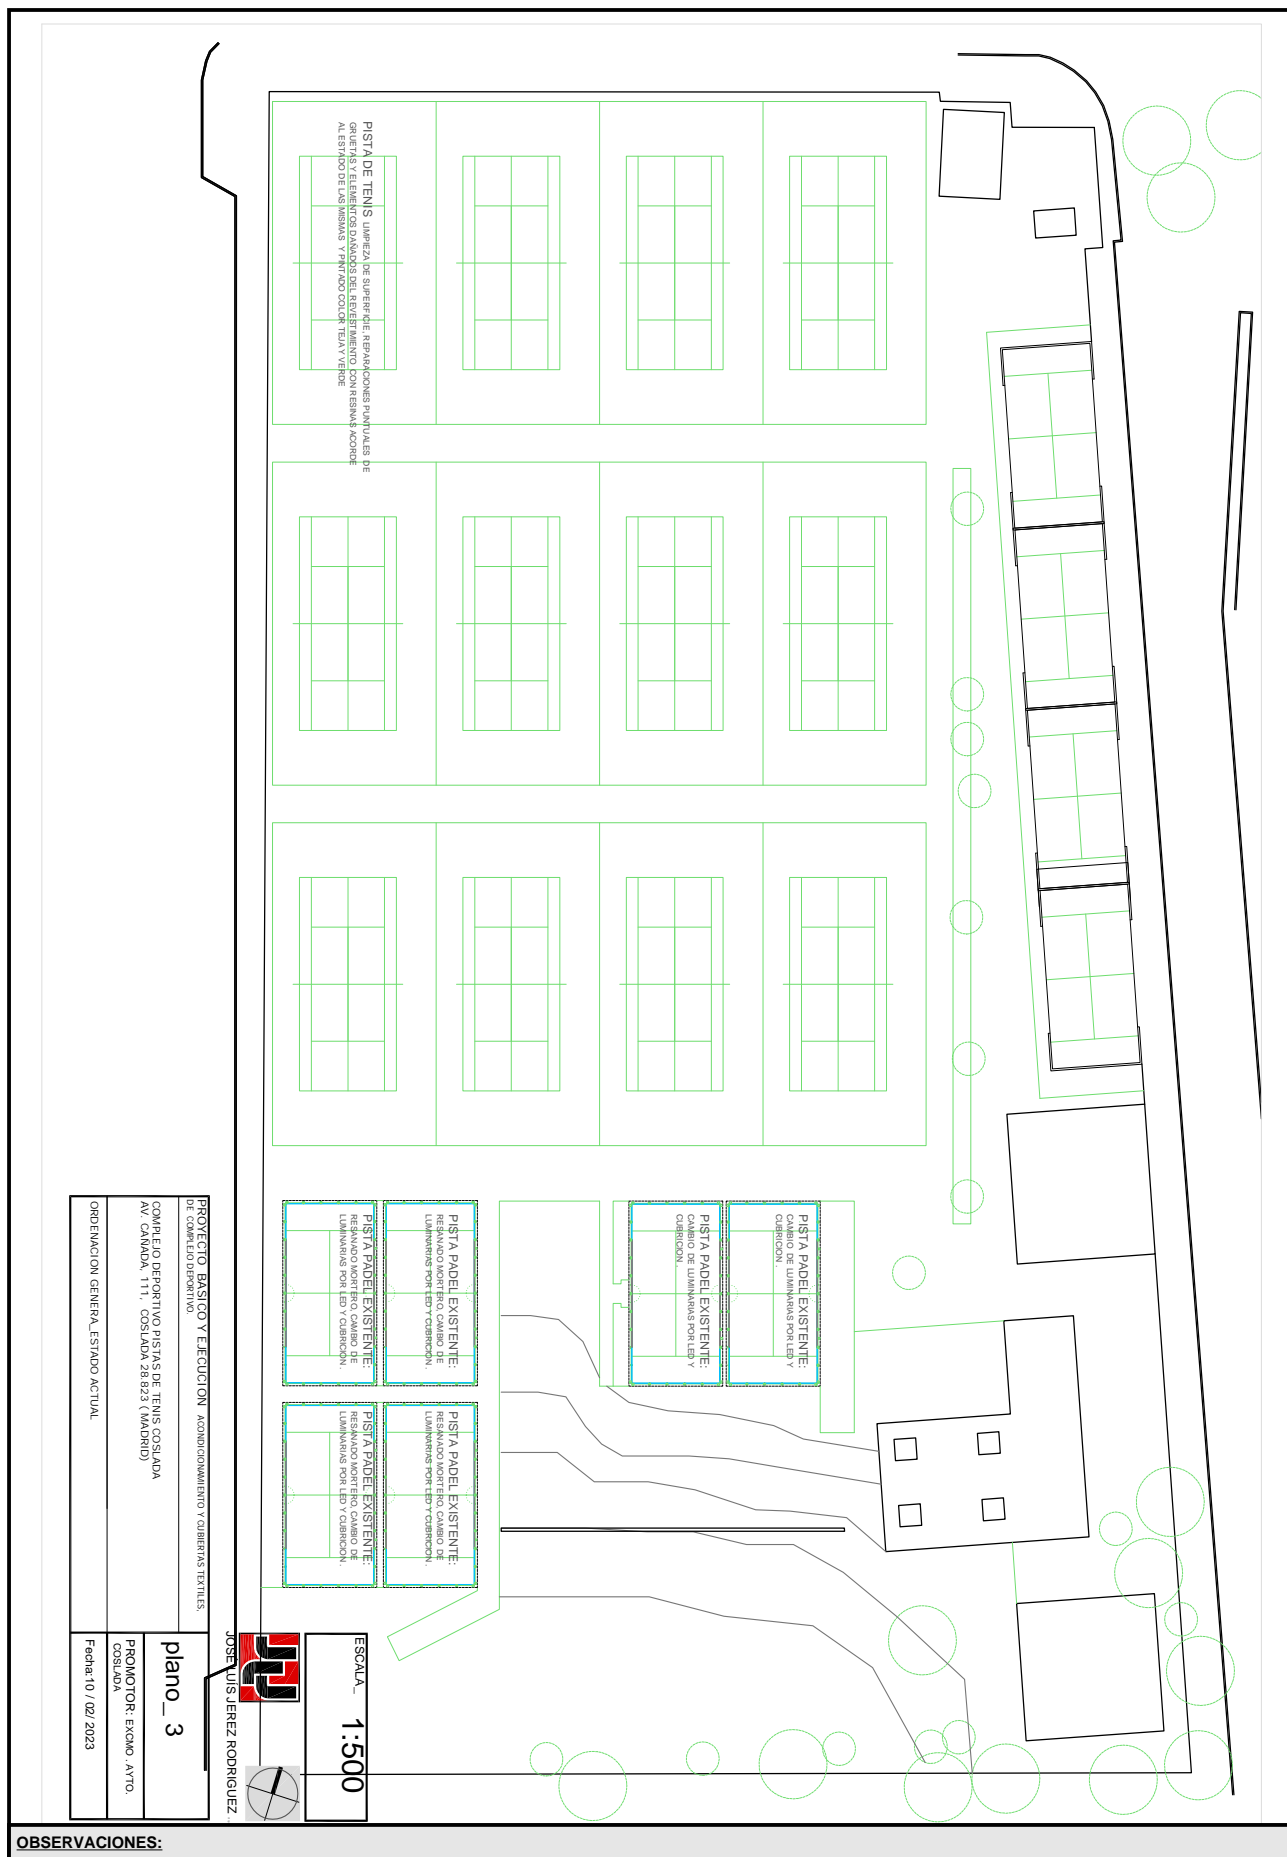 PISTA DE TENIS LIMPIEZA DE SUPERFICIE, REPARACIONES PUNTUALES DE
GRIETAS Y ELEMENTOS DAÑADOS DEL REVESTIMIENTO CON RESINAS ACORDE
AL ESTADO DE LAS MISMAS Y PINTADO COLOR TEJA Y VERDE
PISTA PADEL EXISTENTE:
RESANADO MORTERO, CAMBIO DE
LUMINARIAS POR LED Y CUBRICION.
PISTA PADEL EXISTENTE:
RESANADO MORTERO, CAMBIO DE
LUMINARIAS POR LED Y CUBRICION.
PISTA PADEL EXISTENTE:
CAMBIO DE LUMINARIAS POR LED Y
CUBRICION.
PISTA PADEL EXISTENTE:
CAMBIO DE LUMINARIAS POR LED Y
CUBRICION.
PISTA PADEL EXISTENTE:
RESANADO MORTERO, CAMBIO DE
LUMINARIAS POR LED Y CUBRICION.
PISTA PADEL EXISTENTE:
RESANADO MORTERO, CAMBIO DE
LUMINARIAS POR LED Y CUBRICION.
PROYECTO BASICO Y EJECUCION ACONDICIONAMIENTO Y CUBIERTAS TEXTILES,
DE COMPLEJO DEPORTIVO.
COMPLEJO DEPORTIVO PISTAS DE TENIS COSLADA
AV. CAÑADA, 111, COSLADA 28.823 ( MADRID)
ORDENACION GENERA_ESTADO ACTUAL
plano_ 3
PROMOTOR: EXCMO . AYTO.
COSLADA
Fecha:10 / 02/ 2023
JOSE LUIS JEREZ RODRIGUEZ .
ESCALA_ 1:500
OBSERVACIONES: